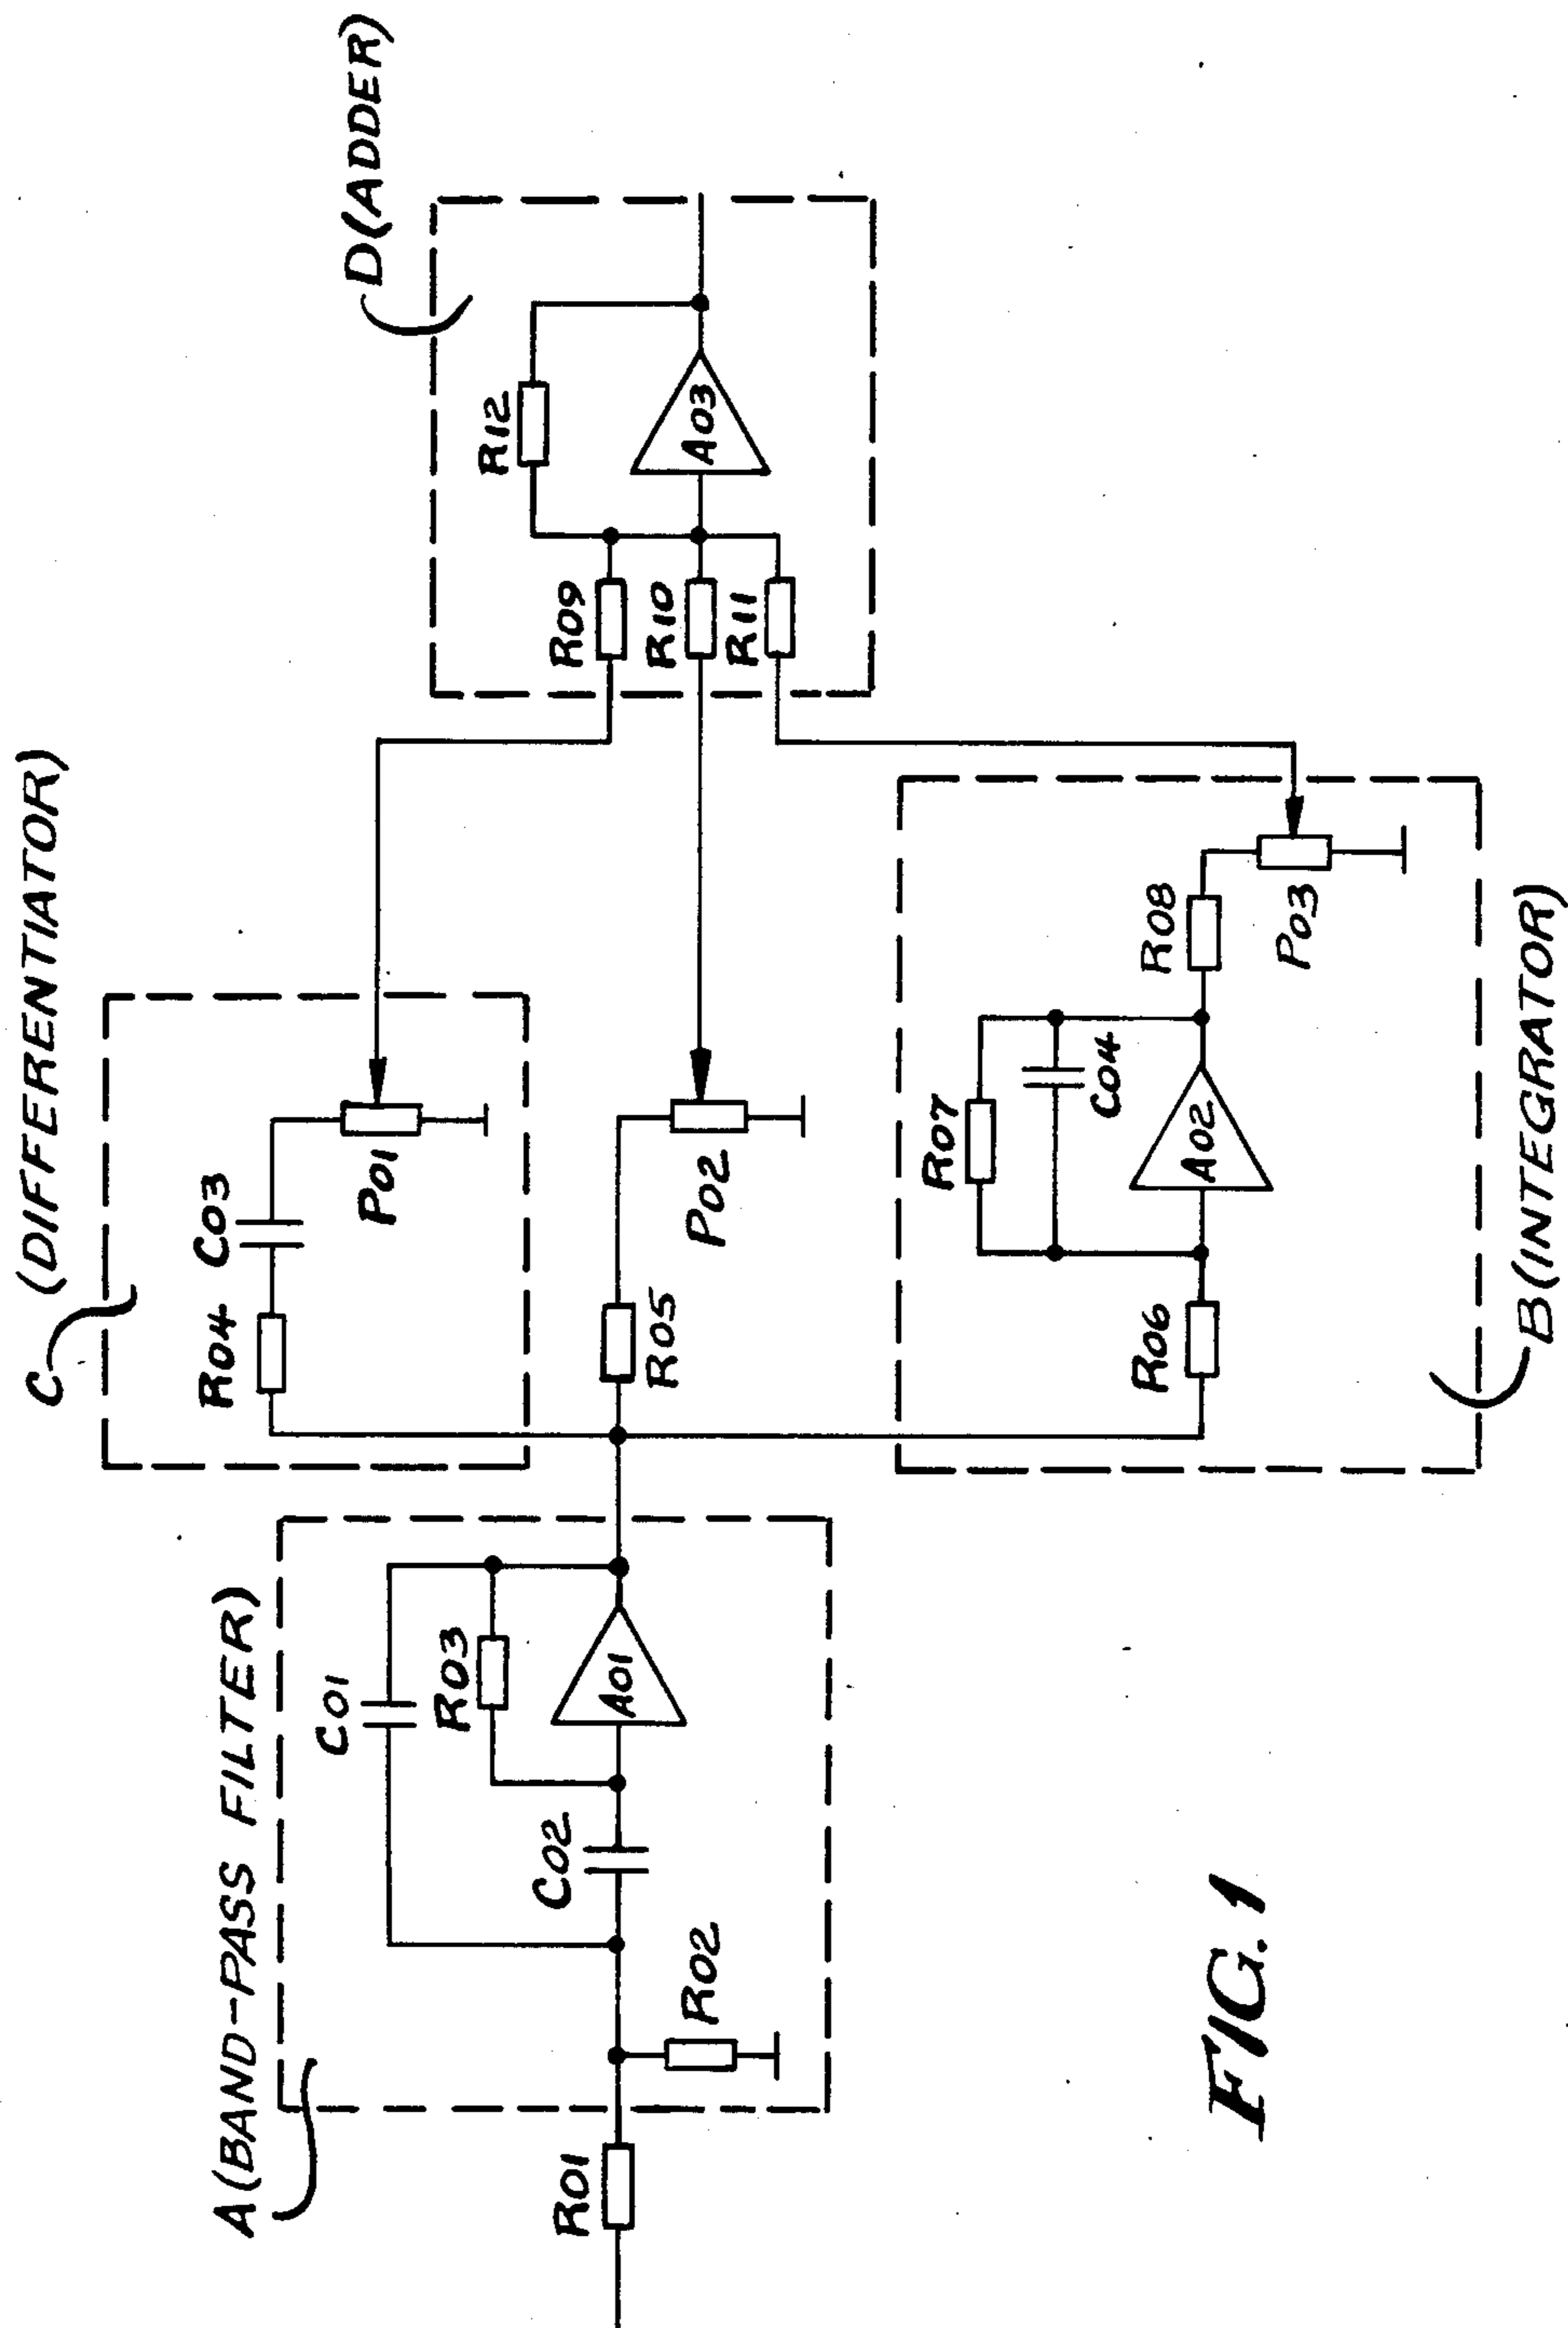 C (DIFFERENTIATOR)
D(ADDER)
A(BAND-PASS FILTER)
R04
C03
P01
C01
R03
A01
C02
R02
R01
R05
P02
R09
R10
R11
R12
A03
R06
R07
C04
A02
R08
P03
B(INTEGRATOR)
FIG. 1